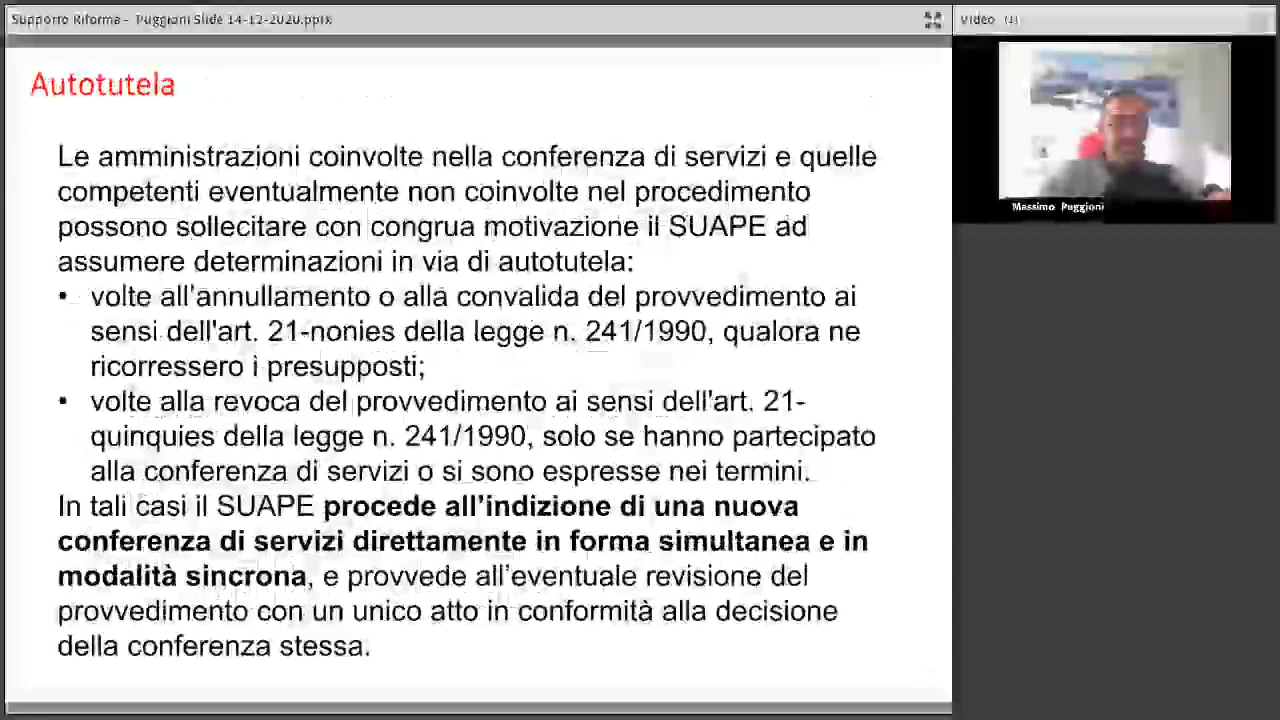 Supporto Riforma - Puggioni Slide 14-12-2020.pptx
Video (1)
Autotutela
Le amministrazioni coinvolte nella conferenza di servizi e quelle
competenti eventualmente non coinvolte nel procedimento
possono sollecitare con congrua motivazione il SUAPE ad
assumere determinazioni in via di autotutela:
• volte all'annullamento o alla convalida del provvedimento ai
sensi dell'art. 21-nonies della legge n. 241/1990, qualora ne
ricorressero i presupposti;
• volte alla revoca del provvedimento ai sensi dell'art. 21-
quinquies della legge n. 241/1990, solo se hanno partecipato
alla conferenza di servizi o si sono espresse nei termini.
In tali casi il SUAPE procede all’indizione di una nuova
conferenza di servizi direttamente in forma simultanea e in
modalità sincrona, e provvede all’eventuale revisione del
provvedimento con un unico atto in conformità alla decisione
della conferenza stessa.
Massimo Puggioni